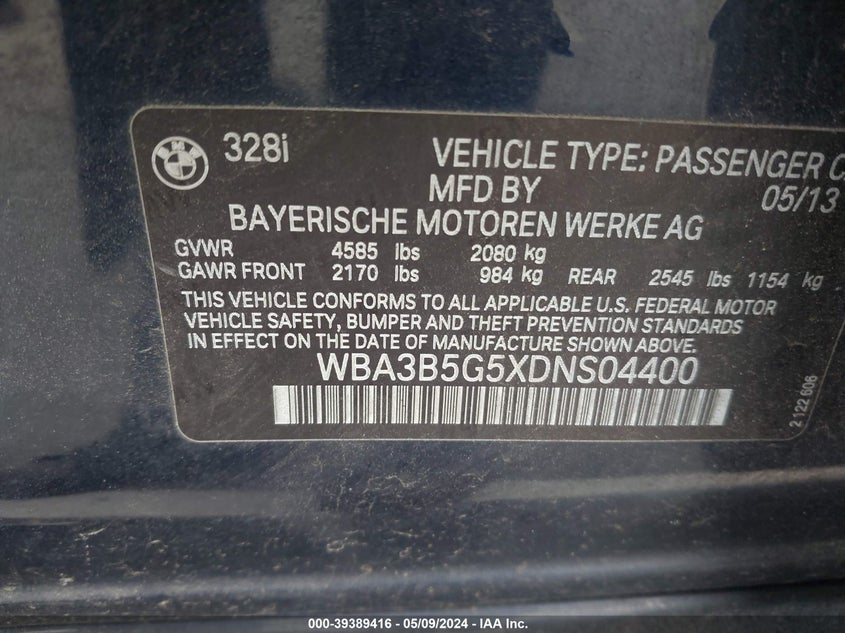 BMW 328i VEHICLE TYPE: PASSENGER
MFD BY 05/13
BAYERISCHE MOTOREN WERKE AG
GVWR 4585 lbs 2080 kg
GAWR FRONT 2170 lbs 984 kg REAR 2545 lbs 1154 kg
THIS VEHICLE CONFORMS TO ALL APPLICABLE U.S. FEDERAL MOTOR
VEHICLE SAFETY, BUMPER AND THEFT PREVENTION STANDARDS
IN EFFECT ON THE DATE OF MANUFACTURE SHOWN ABOVE.
WBA3B5G5XDNS04400
2 122 606
000-39389416 - 05/09/2024 - IAA Inc.